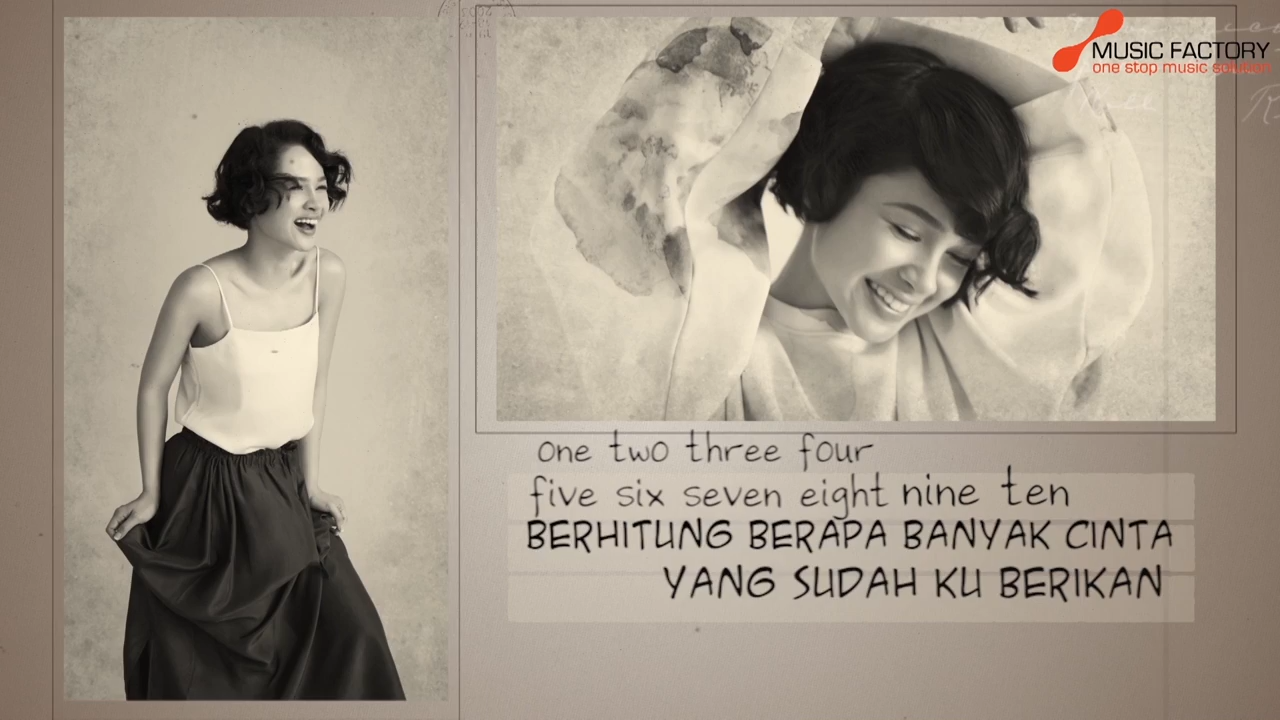 MUSIC FACTORY
one stop music solution
one two three four
five six seven eight nine ten
BERHITUNG BERAPA BANYAK CINTA
YANG SUDAH KU BERIKAN